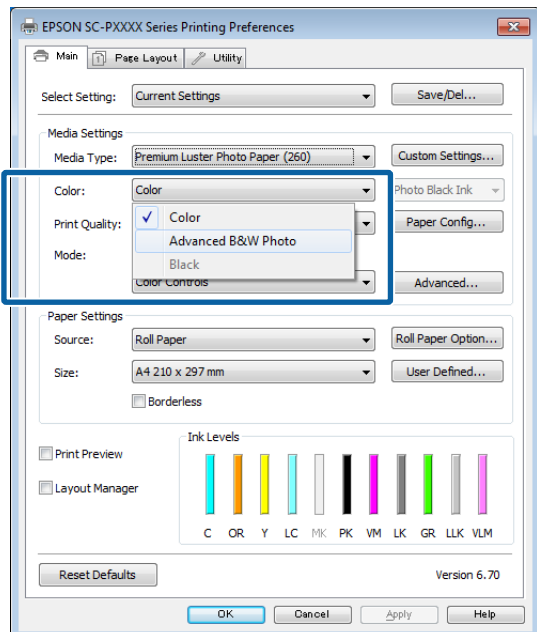 EPSON SC-PXXXX Series Printing Preferences
Main
Page Layout
Utility
Select Setting:
Current Settings
Save/Del...
Media Settings
Media Type:
Premium Luster Photo Paper (260)
Custom Settings...
Color:
Color
Photo Black Ink
Color
Print Quality:
Paper Config...
Advanced B&W Photo
Mode:
Black
Color Controls
Advanced...
Paper Settings
Source:
Roll Paper
Roll Paper Option...
Size:
A4 210 x 297 mm
User Defined...
Borderless
Print Preview
Layout Manager
Ink Levels
C OR Y LC MK PK VM LK GR LLK VLM
Reset Defaults
Version 6.70
OK
Cancel
Apply
Help